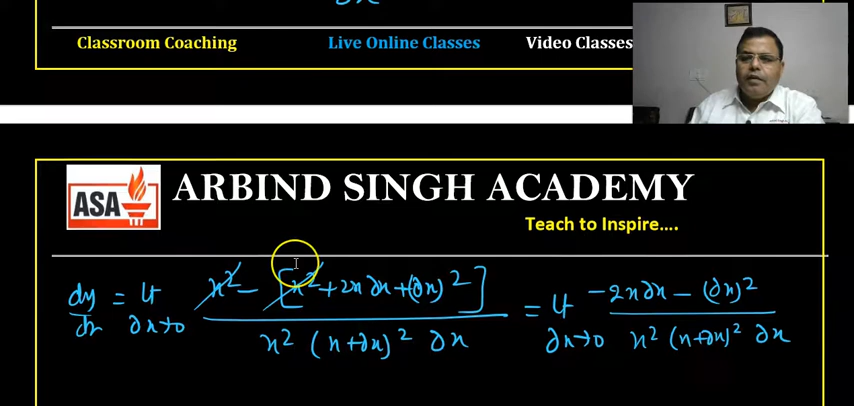 ∂x
Classroom Coaching Live Online Classes Video Classes
ASA
ARBIND SINGH ACADEMY
Teach to Inspire....
dy/dx = Lt ∂x→0 x² - [x² + 2x ∂x + (∂x)²] / x² (x+∂x)² ∂x = Lt ∂x→0 -2x∂x - (∂x)² / x² (x+∂x)² ∂x